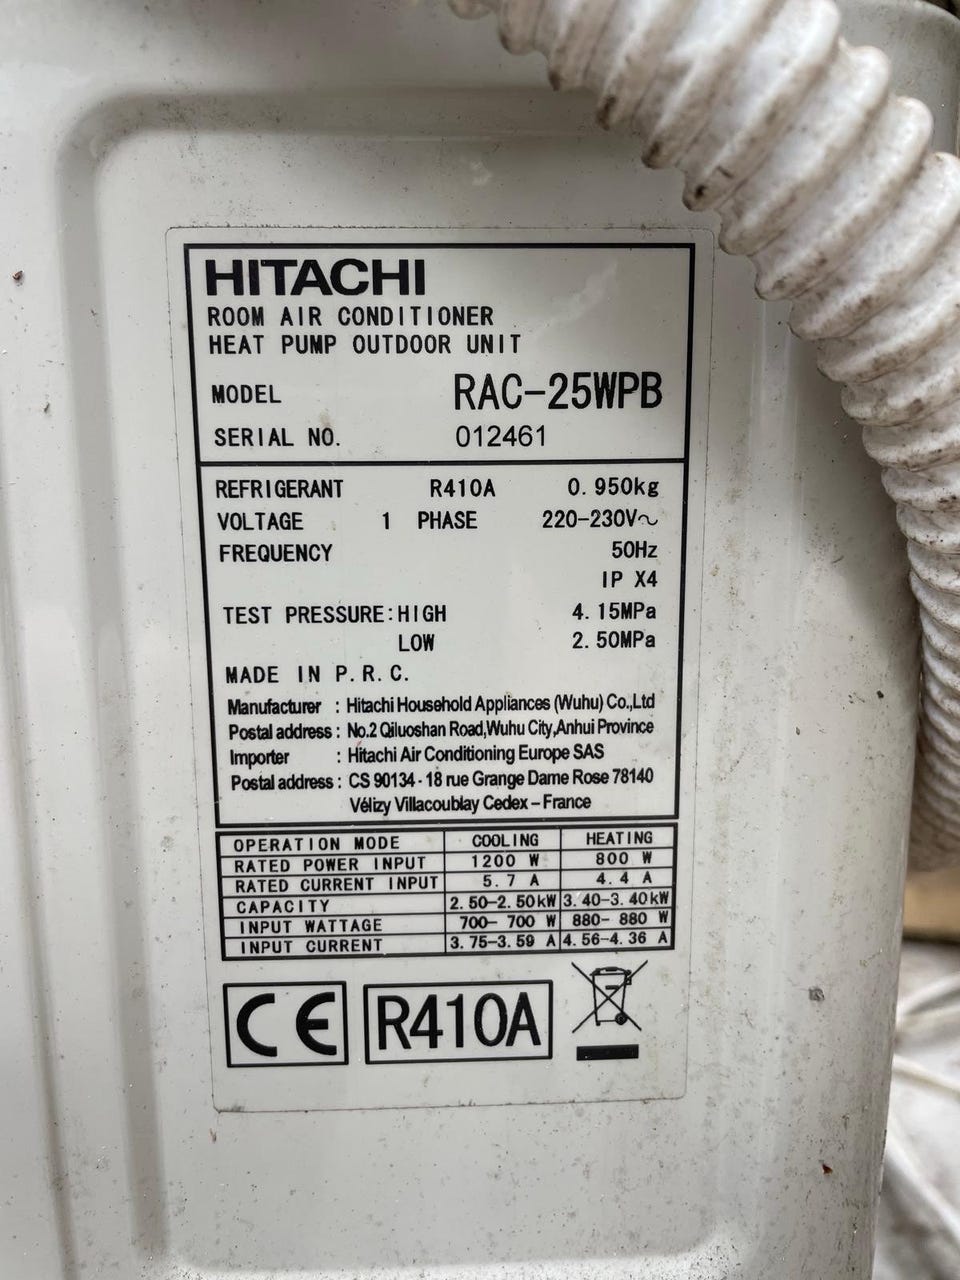 HITACHI
ROOM AIR CONDITIONER
HEAT PUMP OUTDOOR UNIT
MODEL RAC-25WPB
SERIAL NO. 012461
REFRIGERANT R410A 0.950kg
VOLTAGE 1 PHASE 220-230V~
FREQUENCY 50Hz
IP X4
TEST PRESSURE:HIGH 4.15MPa
LOW 2.50MPa
MADE IN P.R.C.
Manufacturer : Hitachi Household Appliances (Wuhu) Co.,Ltd
Postal address : No.2 Qiluoshan Road,Wuhu City,Anhui Province
Importer : Hitachi Air Conditioning Europe SAS
Postal address : CS 90134 - 18 rue Grange Dame Rose 78140
Vélizy Villacoublay Cedex – France
OPERATION MODE COOLING HEATING
RATED POWER INPUT 1200 W 800 W
RATED CURRENT INPUT 5.7 A 4.4 A
CAPACITY 2.50-2.50kW 3.40-3.40kW
INPUT WATTAGE 700- 700 W 880- 880 W
INPUT CURRENT 3.75-3.59 A 4.56-4.36 A
CE R410A